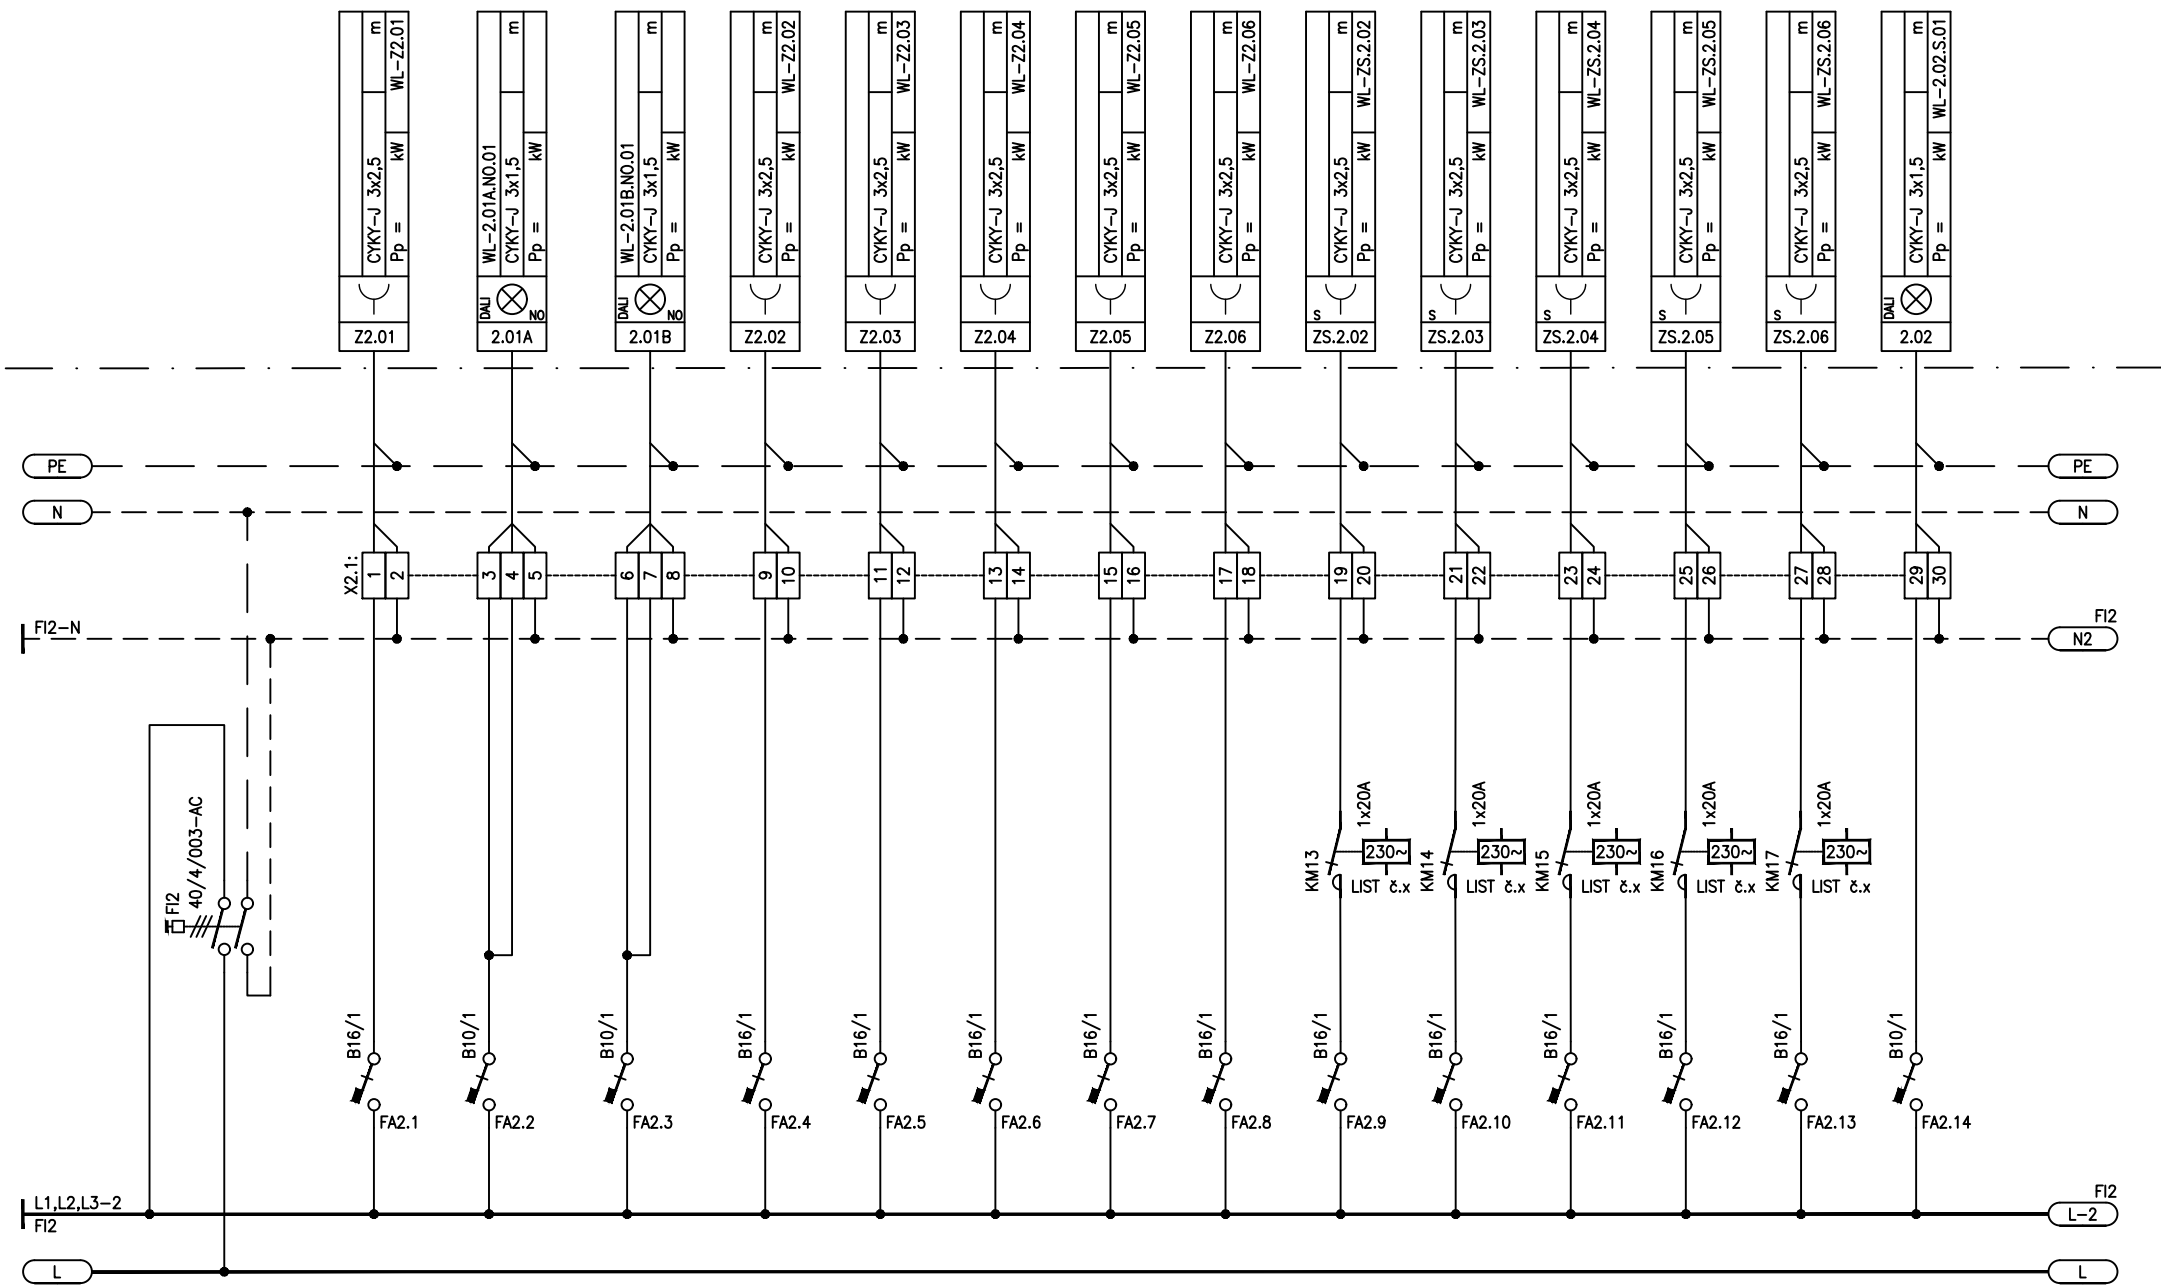 m
CYKY-J 3x2,5
WL-Z2.01
kW
Pp =
Z2.01
WL-2.01A.NO.01
m
CYKY-J 3x1,5
kW
Pp =
DALI
NO
2.01A
WL-2.01B.NO.01
m
CYKY-J 3x1,5
kW
Pp =
DALI
NO
2.01B
m
CYKY-J 3x2,5
WL-Z2.02
kW
Pp =
Z2.02
m
CYKY-J 3x2,5
WL-Z2.03
kW
Pp =
Z2.03
m
CYKY-J 3x2,5
WL-Z2.04
kW
Pp =
Z2.04
m
CYKY-J 3x2,5
WL-Z2.05
kW
Pp =
Z2.05
m
CYKY-J 3x2,5
WL-Z2.06
kW
Pp =
Z2.06
m
CYKY-J 3x2,5
WL-ZS.2.02
kW
Pp =
S
ZS.2.02
m
CYKY-J 3x2,5
WL-ZS.2.03
kW
Pp =
S
ZS.2.03
m
CYKY-J 3x2,5
WL-ZS.2.04
kW
Pp =
S
ZS.2.04
m
CYKY-J 3x2,5
WL-ZS.2.05
kW
Pp =
S
ZS.2.05
m
CYKY-J 3x2,5
WL-ZS.2.06
kW
Pp =
S
ZS.2.06
m
CYKY-J 3x1,5
WL-2.02.S.01
kW
Pp =
DALI
2.02
PE PE
N N
X2.1: 1 2 3 4 5 6 7 8 9 10 11 12 13 14 15 16 17 18 19 20 21 22 23 24 25 26 27 28 29 30
FI2-N FI2
N2
FI2
40/4/003-AC
KM13 1x20A
230~
LIST č.x
KM14 1x20A
230~
LIST č.x
KM15 1x20A
230~
LIST č.x
KM16 1x20A
230~
LIST č.x
KM17 1x20A
230~
LIST č.x
B16/1 B10/1 B10/1 B16/1 B16/1 B16/1 B16/1 B16/1 B16/1 B16/1 B16/1 B16/1 B16/1 B10/1
FA2.1 FA2.2 FA2.3 FA2.4 FA2.5 FA2.6 FA2.7 FA2.8 FA2.9 FA2.10 FA2.11 FA2.12 FA2.13 FA2.14
L1,L2,L3-2 FI2
FI2 L-2
L L